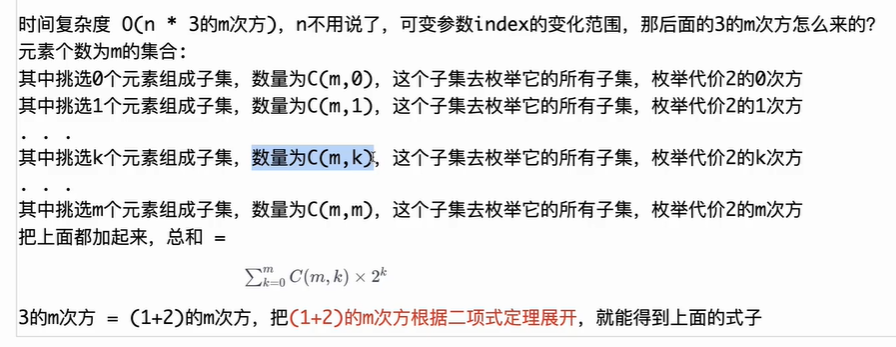 时间复杂度 O(n * 3的m次方)，n不用说了，可变参数index的变化范围，那后面的3的m次方怎么来的？
元素个数为m的集合：
其中挑选0个元素组成子集，数量为C(m,0)，这个子集去枚举它的所有子集，枚举代价2的0次方
其中挑选1个元素组成子集，数量为C(m,1)，这个子集去枚举它的所有子集，枚举代价2的1次方
. . .
其中挑选k个元素组成子集，数量为C(m,k)，这个子集去枚举它的所有子集，枚举代价2的k次方
. . .
其中挑选m个元素组成子集，数量为C(m,m)，这个子集去枚举它的所有子集，枚举代价2的m次方
把上面都加起来，总和 =
∑_{k=0}^{m} C(m, k) × 2^k
3的m次方 = (1+2)的m次方，把(1+2)的m次方根据二项式定理展开，就能得到上面的式子